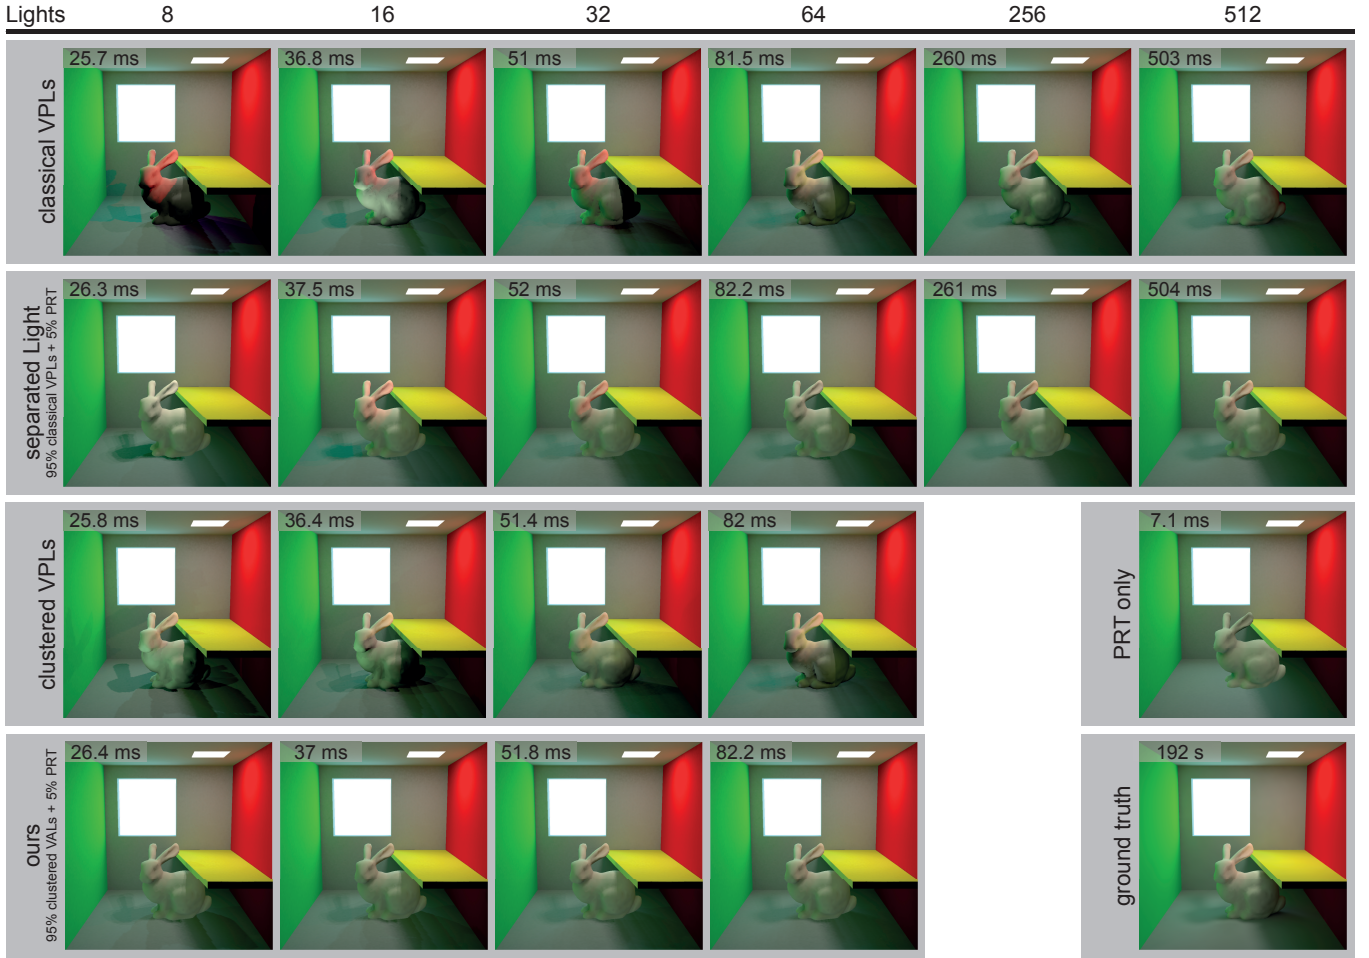 Lights 8 16 32 64 256 512
classical VPLs
25.7 ms 36.8 ms 51 ms 81.5 ms 260 ms 503 ms
separated Light
95% classical VPLs + 5% PRT
26.3 ms 37.5 ms 52 ms 82.2 ms 261 ms 504 ms
clustered VPLs
25.8 ms 36.4 ms 51.4 ms 82 ms
PRT only
7.1 ms
ours
95% clustered VALs + 5% PRT
26.4 ms 37 ms 51.8 ms 82.2 ms
ground truth
192 s